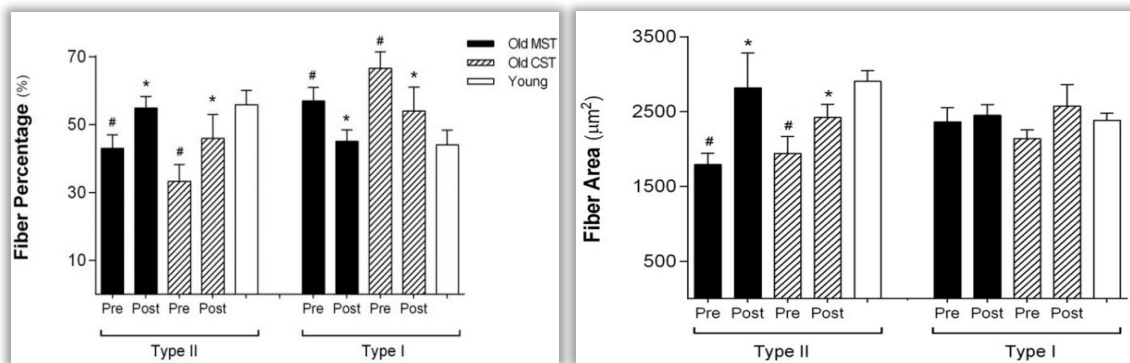 Fiber Percentage (%)
70
50
30
10
# * # * # * # *
Old MST
Old CST
Young
Pre Post Pre Post Pre Post Pre Post
Type II Type I
Fiber Area (μm²)
3500
2500
1500
500
# * # *
Pre Post Pre Post Pre Post Pre Post
Type II Type I